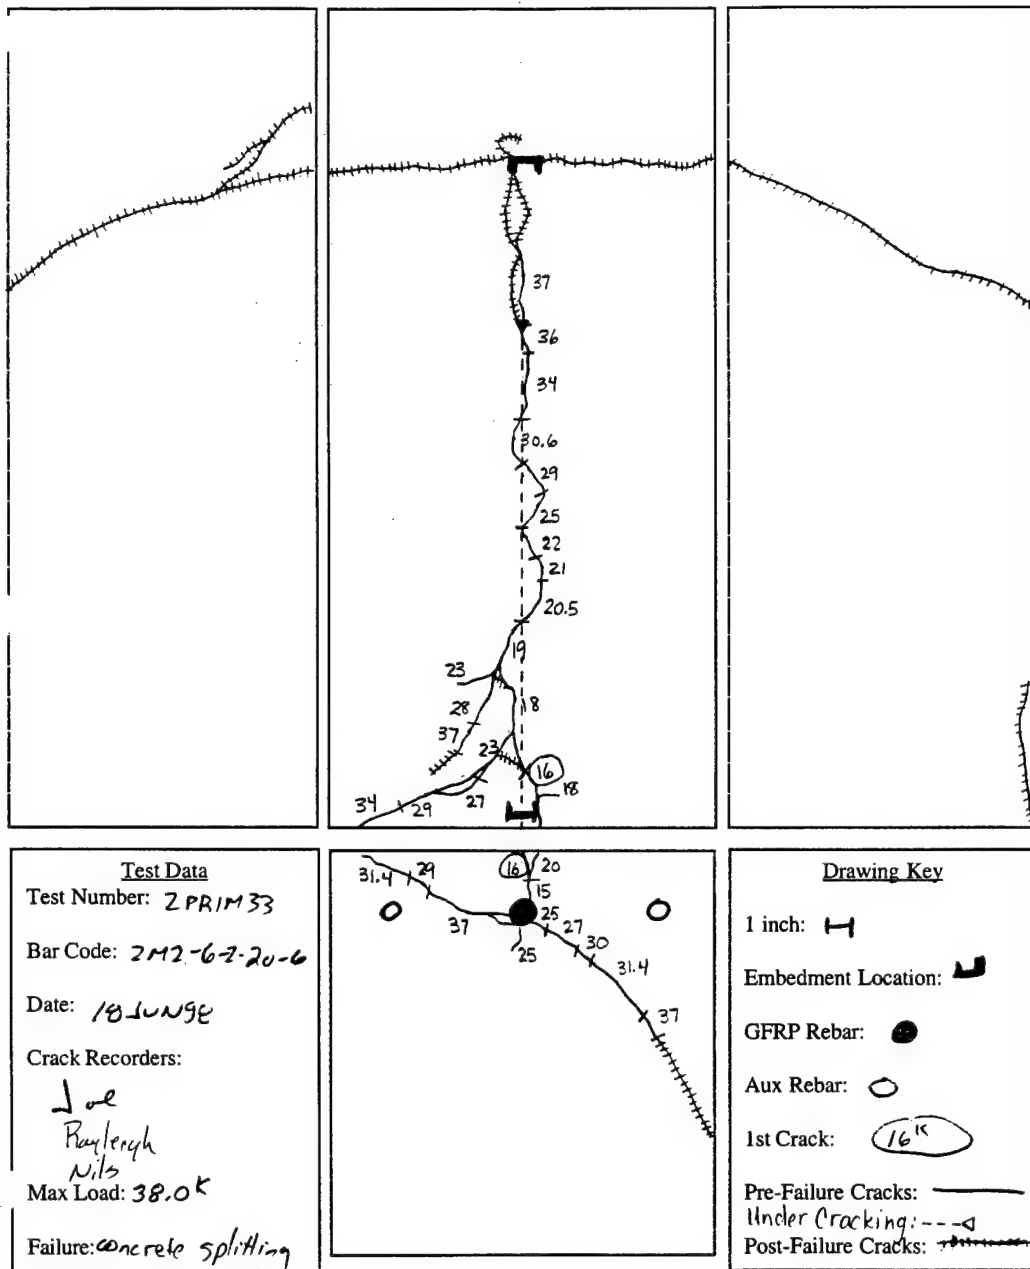 37
36
34
30.6
29
25
22
21
20.5
19
23
18
28
37
23
16
18
27
34
29
31.4
29
16
20
15
37
25
27
25
30
31.4
37
Test Data
Test Number: 2PRIM33
Bar Code: 2M2-6-2-20-6
Date: 18 JUN 98
Crack Recorders:
Joe
Rayleigh
Nils
Max Load: 38.0K
Failure: concrete splitting
Drawing Key
1 inch:
Embedment Location:
GFRP Rebar:
Aux Rebar:
1st Crack: 16K
Pre-Failure Cracks:
Under Cracking:
Post-Failure Cracks: